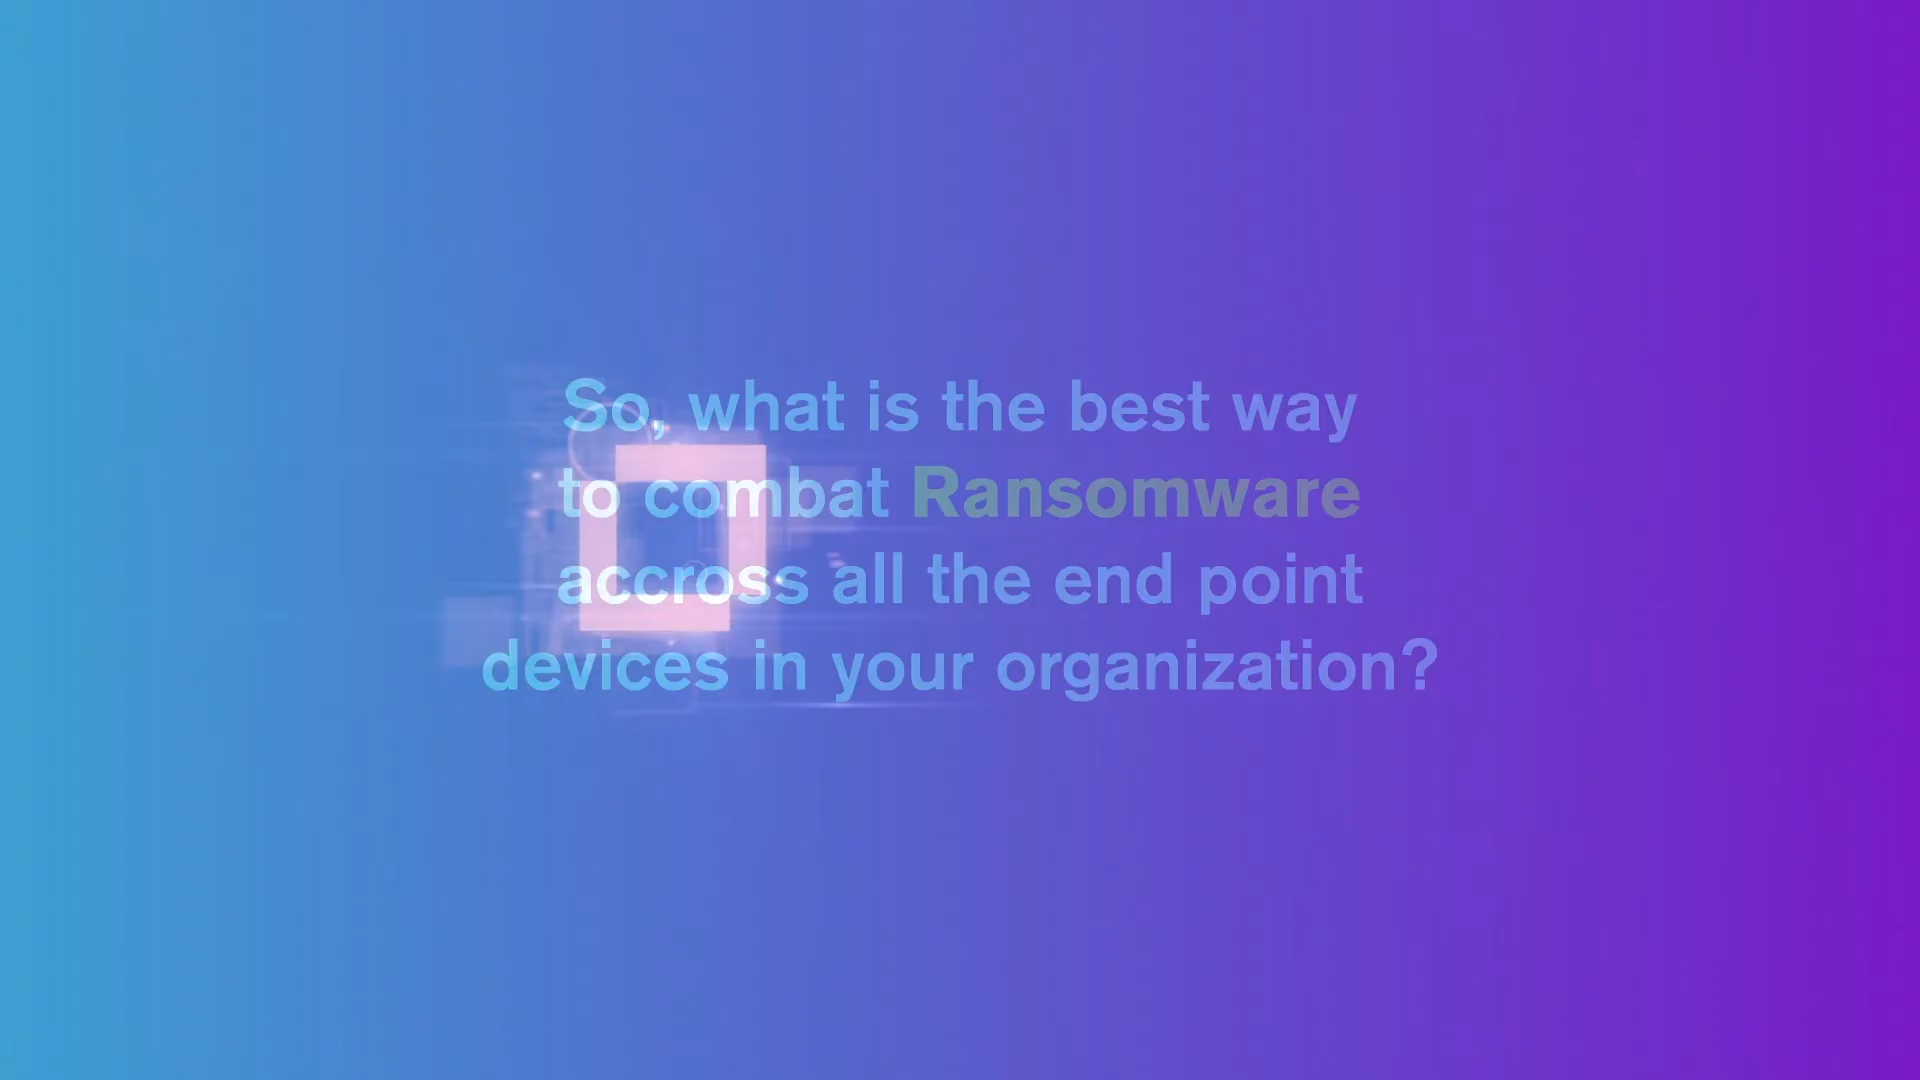 So, what is the best way
to combat Ransomware
accross all the end point
devices in your organization?